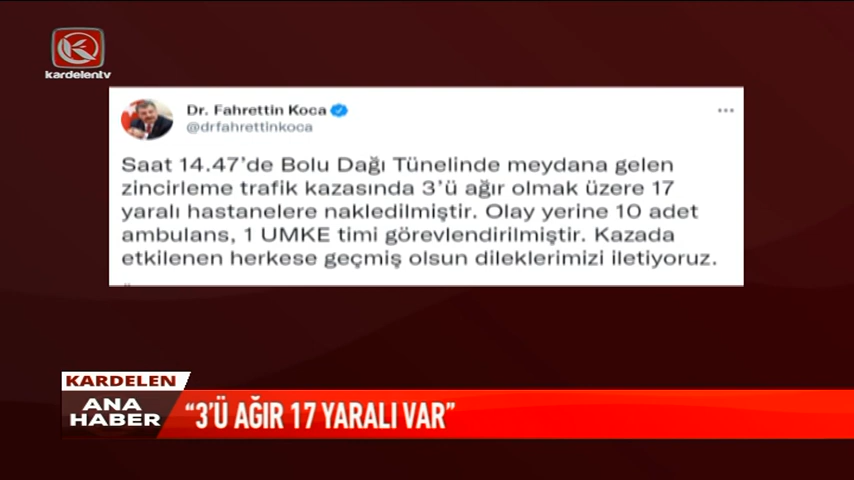 kardelentv
Dr. Fahrettin Koca
@drfahrettinkoca
Saat 14.47'de Bolu Dağı Tünelinde meydana gelen
zincirleme trafik kazasında 3'ü ağır olmak üzere 17
yaralı hastanelere nakledilmiştir. Olay yerine 10 adet
ambulans, 1 UMKE timi görevlendirilmiştir. Kazada
etkilenen herkese geçmiş olsun dileklerimizi iletiyoruz.
KARDELEN
ANA
HABER
“3'Ü AĞIR 17 YARALI VAR”